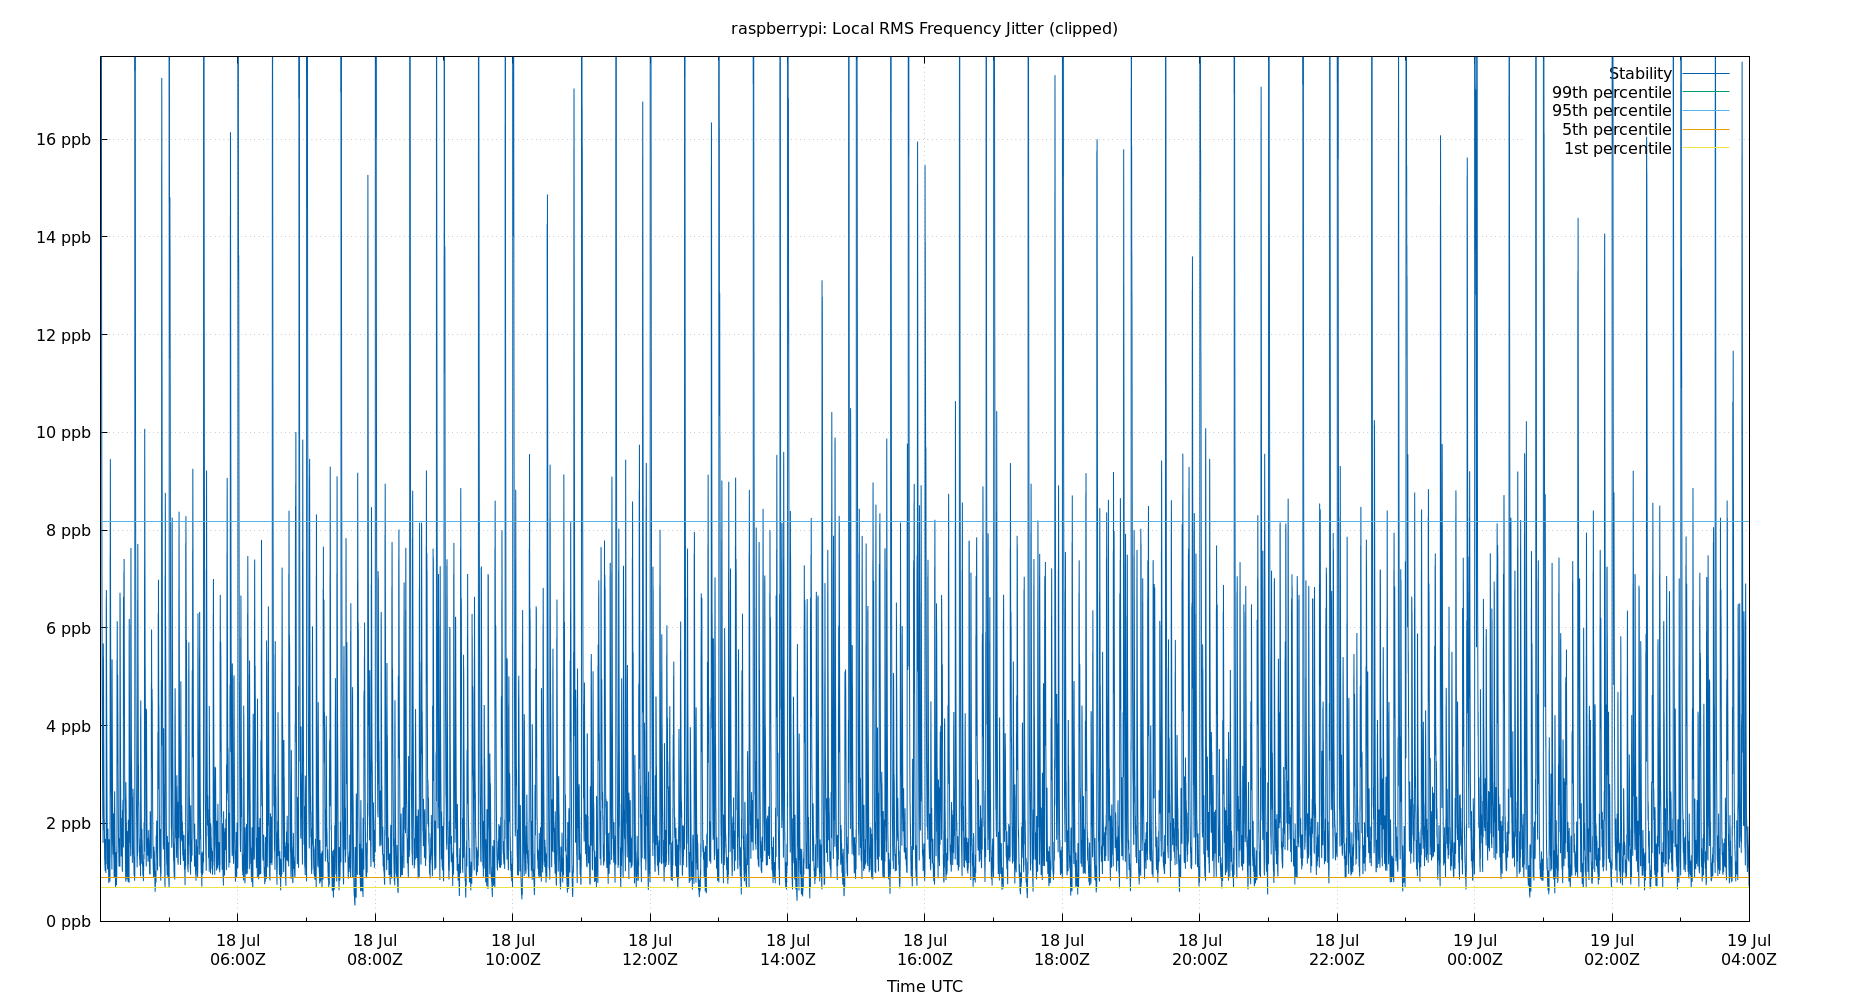 raspberrypi: Local RMS Frequency Jitter (clipped)
Stability
99th percentile
95th percentile
5th percentile
1st percentile
16 ppb
14 ppb
12 ppb
10 ppb
8 ppb
6 ppb
4 ppb
2 ppb
0 ppb
18 Jul 18 Jul 18 Jul 18 Jul 18 Jul 18 Jul 18 Jul 18 Jul 18 Jul 19 Jul 19 Jul 19 Jul
06:00Z 08:00Z 10:00Z 12:00Z 14:00Z 16:00Z 18:00Z 20:00Z 22:00Z 00:00Z 02:00Z 04:00Z
Time UTC